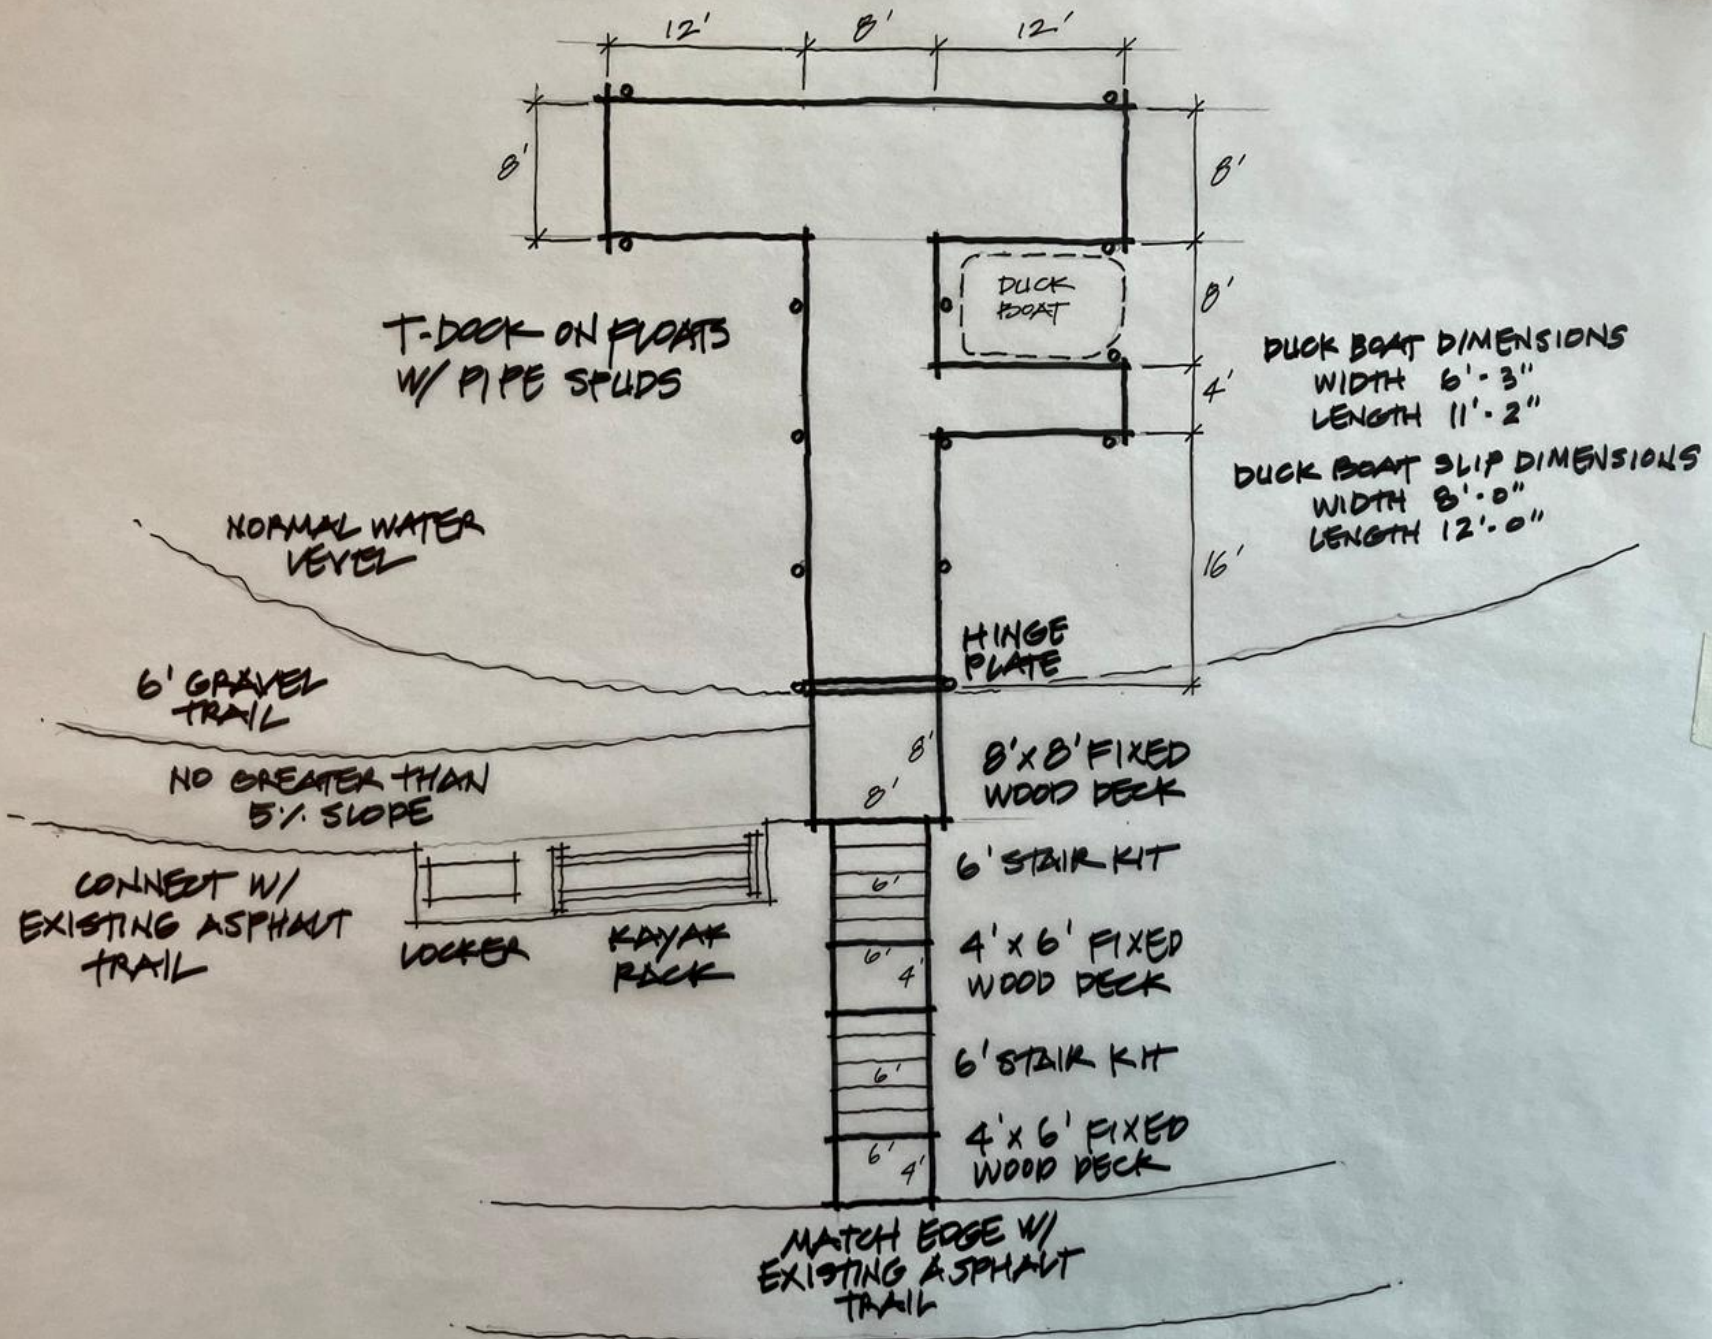 12' 8' 12'
8'
8'
DUCK
BOAT
8'
T-DOCK ON FLOATS
W/ PIPE SPUDS
4'
DUCK BOAT DIMENSIONS
WIDTH 6'-3"
LENGTH 11'-2"
DUCK BOAT SLIP DIMENSIONS
WIDTH 8'-0"
LENGTH 12'-0"
NORMAL WATER
LEVEL
16'
HINGE
PLATE
6' GRAVEL
TRAIL
NO GREATER THAN
5% SLOPE
8'
8'
8'x 8' FIXED
WOOD DECK
CONNECT W/
EXISTING ASPHALT
TRAIL
LOCKER
KAYAK
RACK
6'
6' STAIR KIT
6'
4'
4'x 6' FIXED
WOOD DECK
6'
6' STAIR KIT
6'
4'
4'x 6' FIXED
WOOD DECK
MATCH EDGE W/
EXISTING ASPHALT
TRAIL